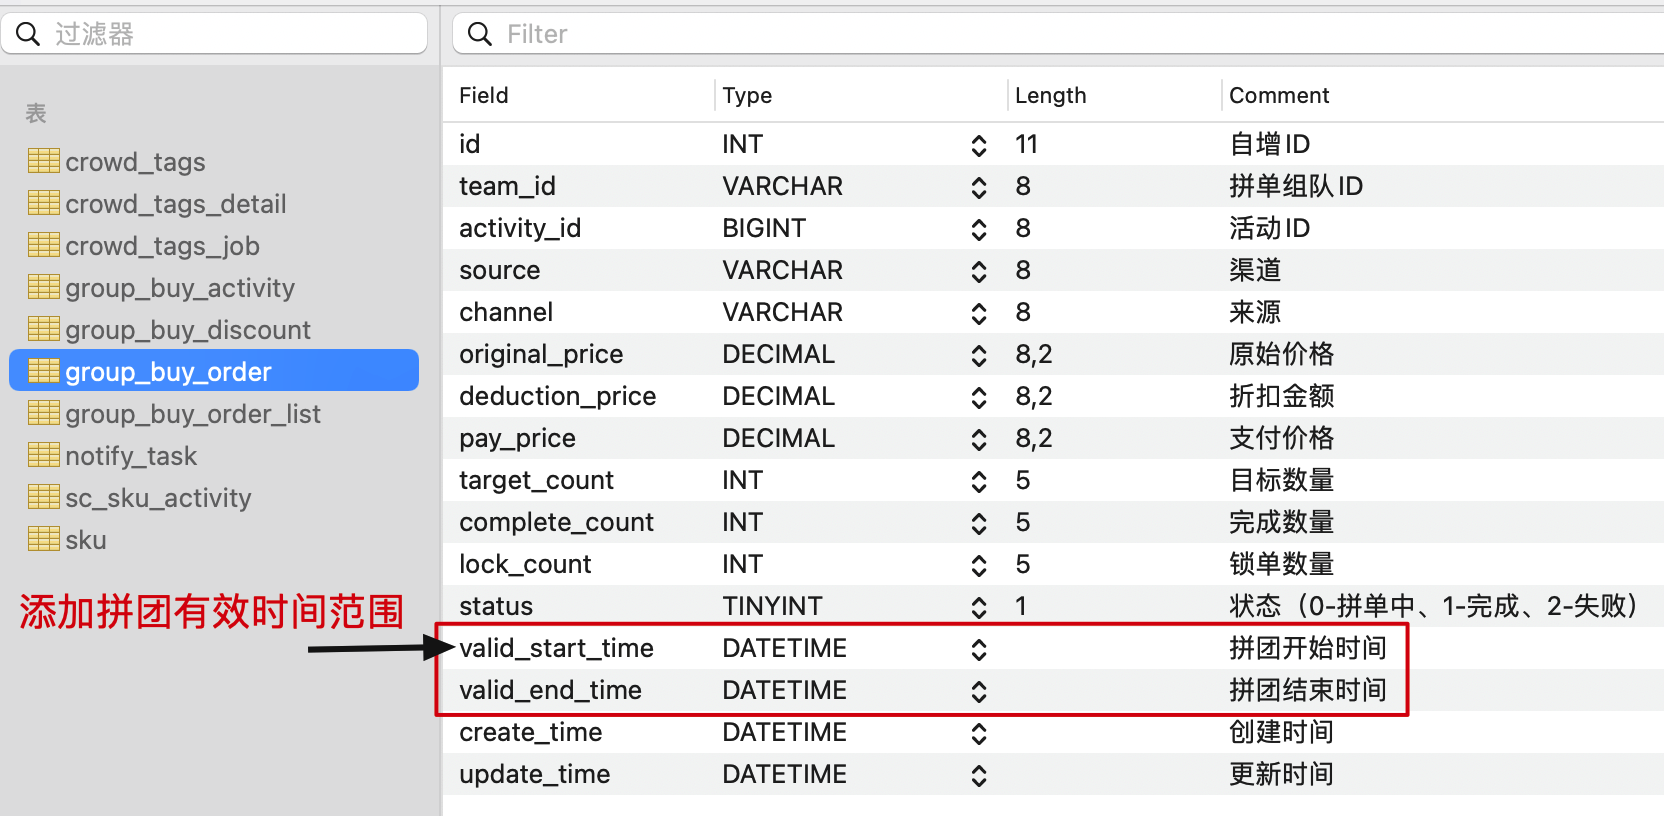 过滤器
Filter
表
crowd_tags
crowd_tags_detail
crowd_tags_job
group_buy_activity
group_buy_discount
group_buy_order
group_buy_order_list
notify_task
sc_sku_activity
sku
添加拼团有效时间范围
Field Type Length Comment
id INT 11 自增ID
team_id VARCHAR 8 拼单组队ID
activity_id BIGINT 8 活动ID
source VARCHAR 8 渠道
channel VARCHAR 8 来源
original_price DECIMAL 8,2 原始价格
deduction_price DECIMAL 8,2 折扣金额
pay_price DECIMAL 8,2 支付价格
target_count INT 5 目标数量
complete_count INT 5 完成数量
lock_count INT 5 锁单数量
status TINYINT 1 状态（0-拼单中、1-完成、2-失败）
valid_start_time DATETIME 拼团开始时间
valid_end_time DATETIME 拼团结束时间
create_time DATETIME 创建时间
update_time DATETIME 更新时间